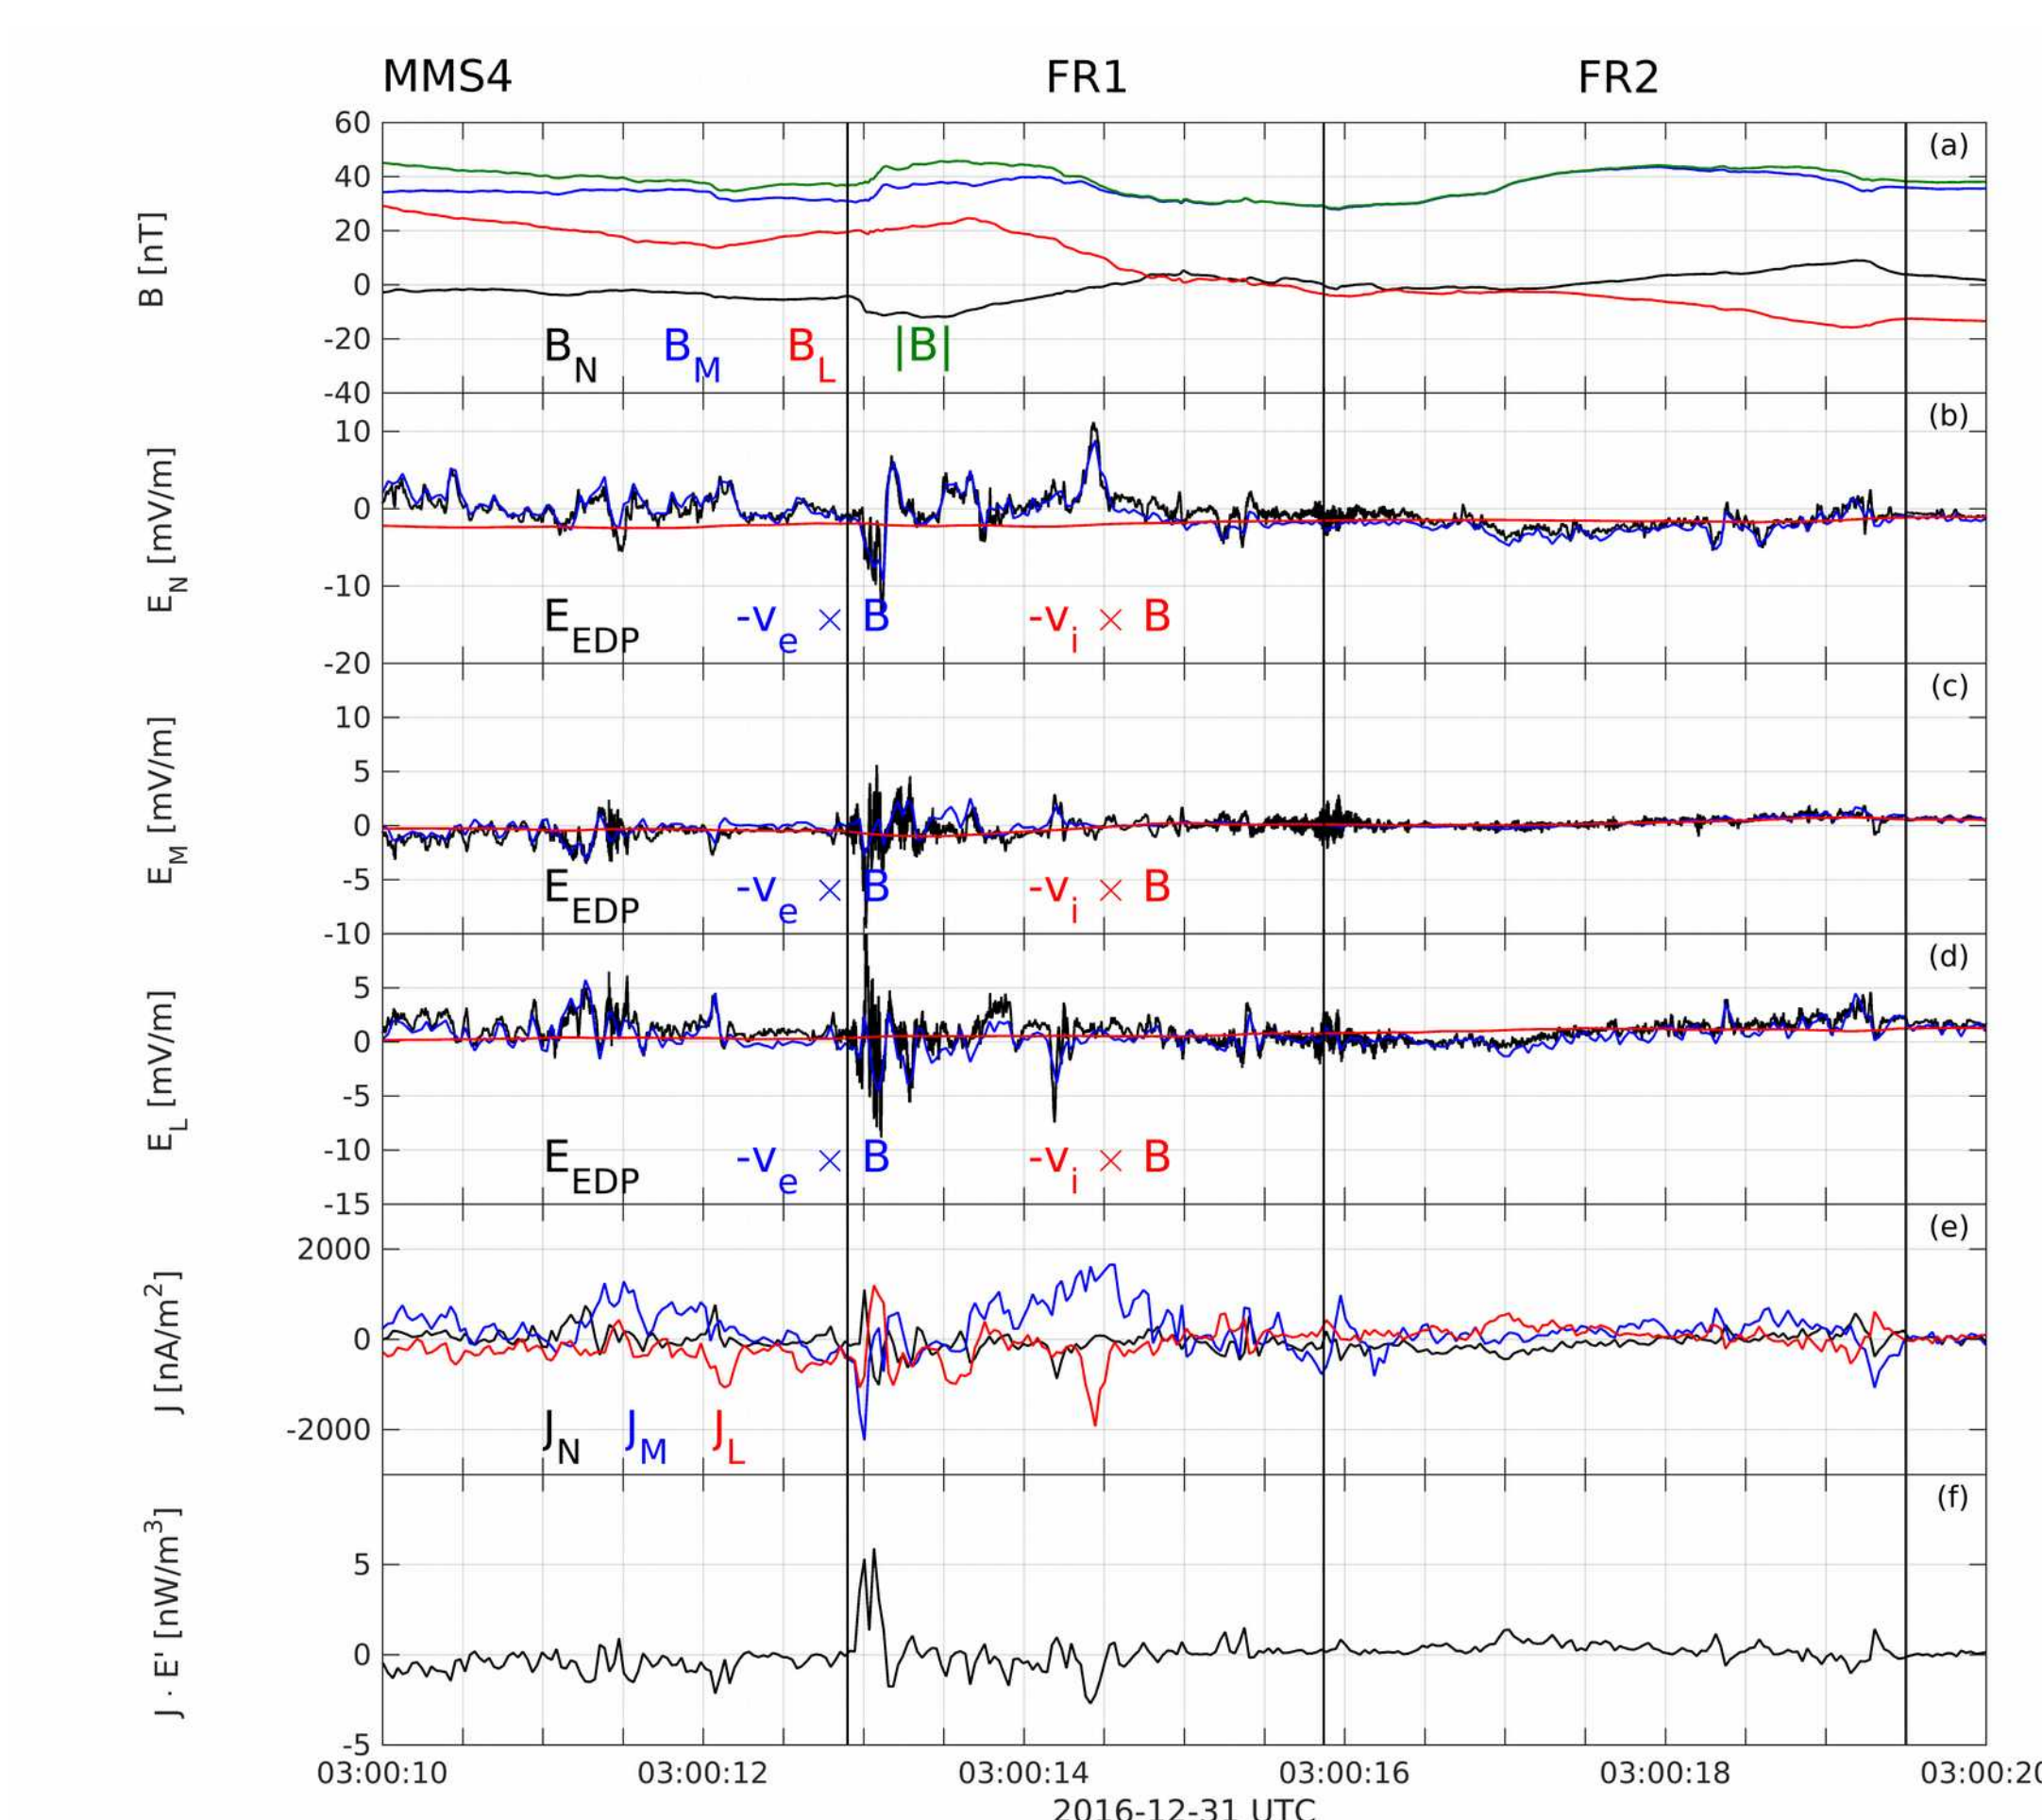 MMS4 FR1 FR2
(a)
60
40
20
0
-20
-40
B [nT]
B_N B_M B_L |B|
(b)
10
0
-10
-20
E_N [mV/m]
E_EDP -v_e × B -v_i × B
(c)
10
5
0
-5
-10
E_M [mV/m]
E_EDP -v_e × B -v_i × B
(d)
5
0
-5
-10
-15
E_L [mV/m]
E_EDP -v_e × B -v_i × B
(e)
2000
0
-2000
J [nA/m²]
J_N J_M J_L
(f)
5
0
-5
J · E' [nW/m³]
03:00:10 03:00:12 03:00:14 03:00:16 03:00:18 03:00:20
2016-12-31 UTC